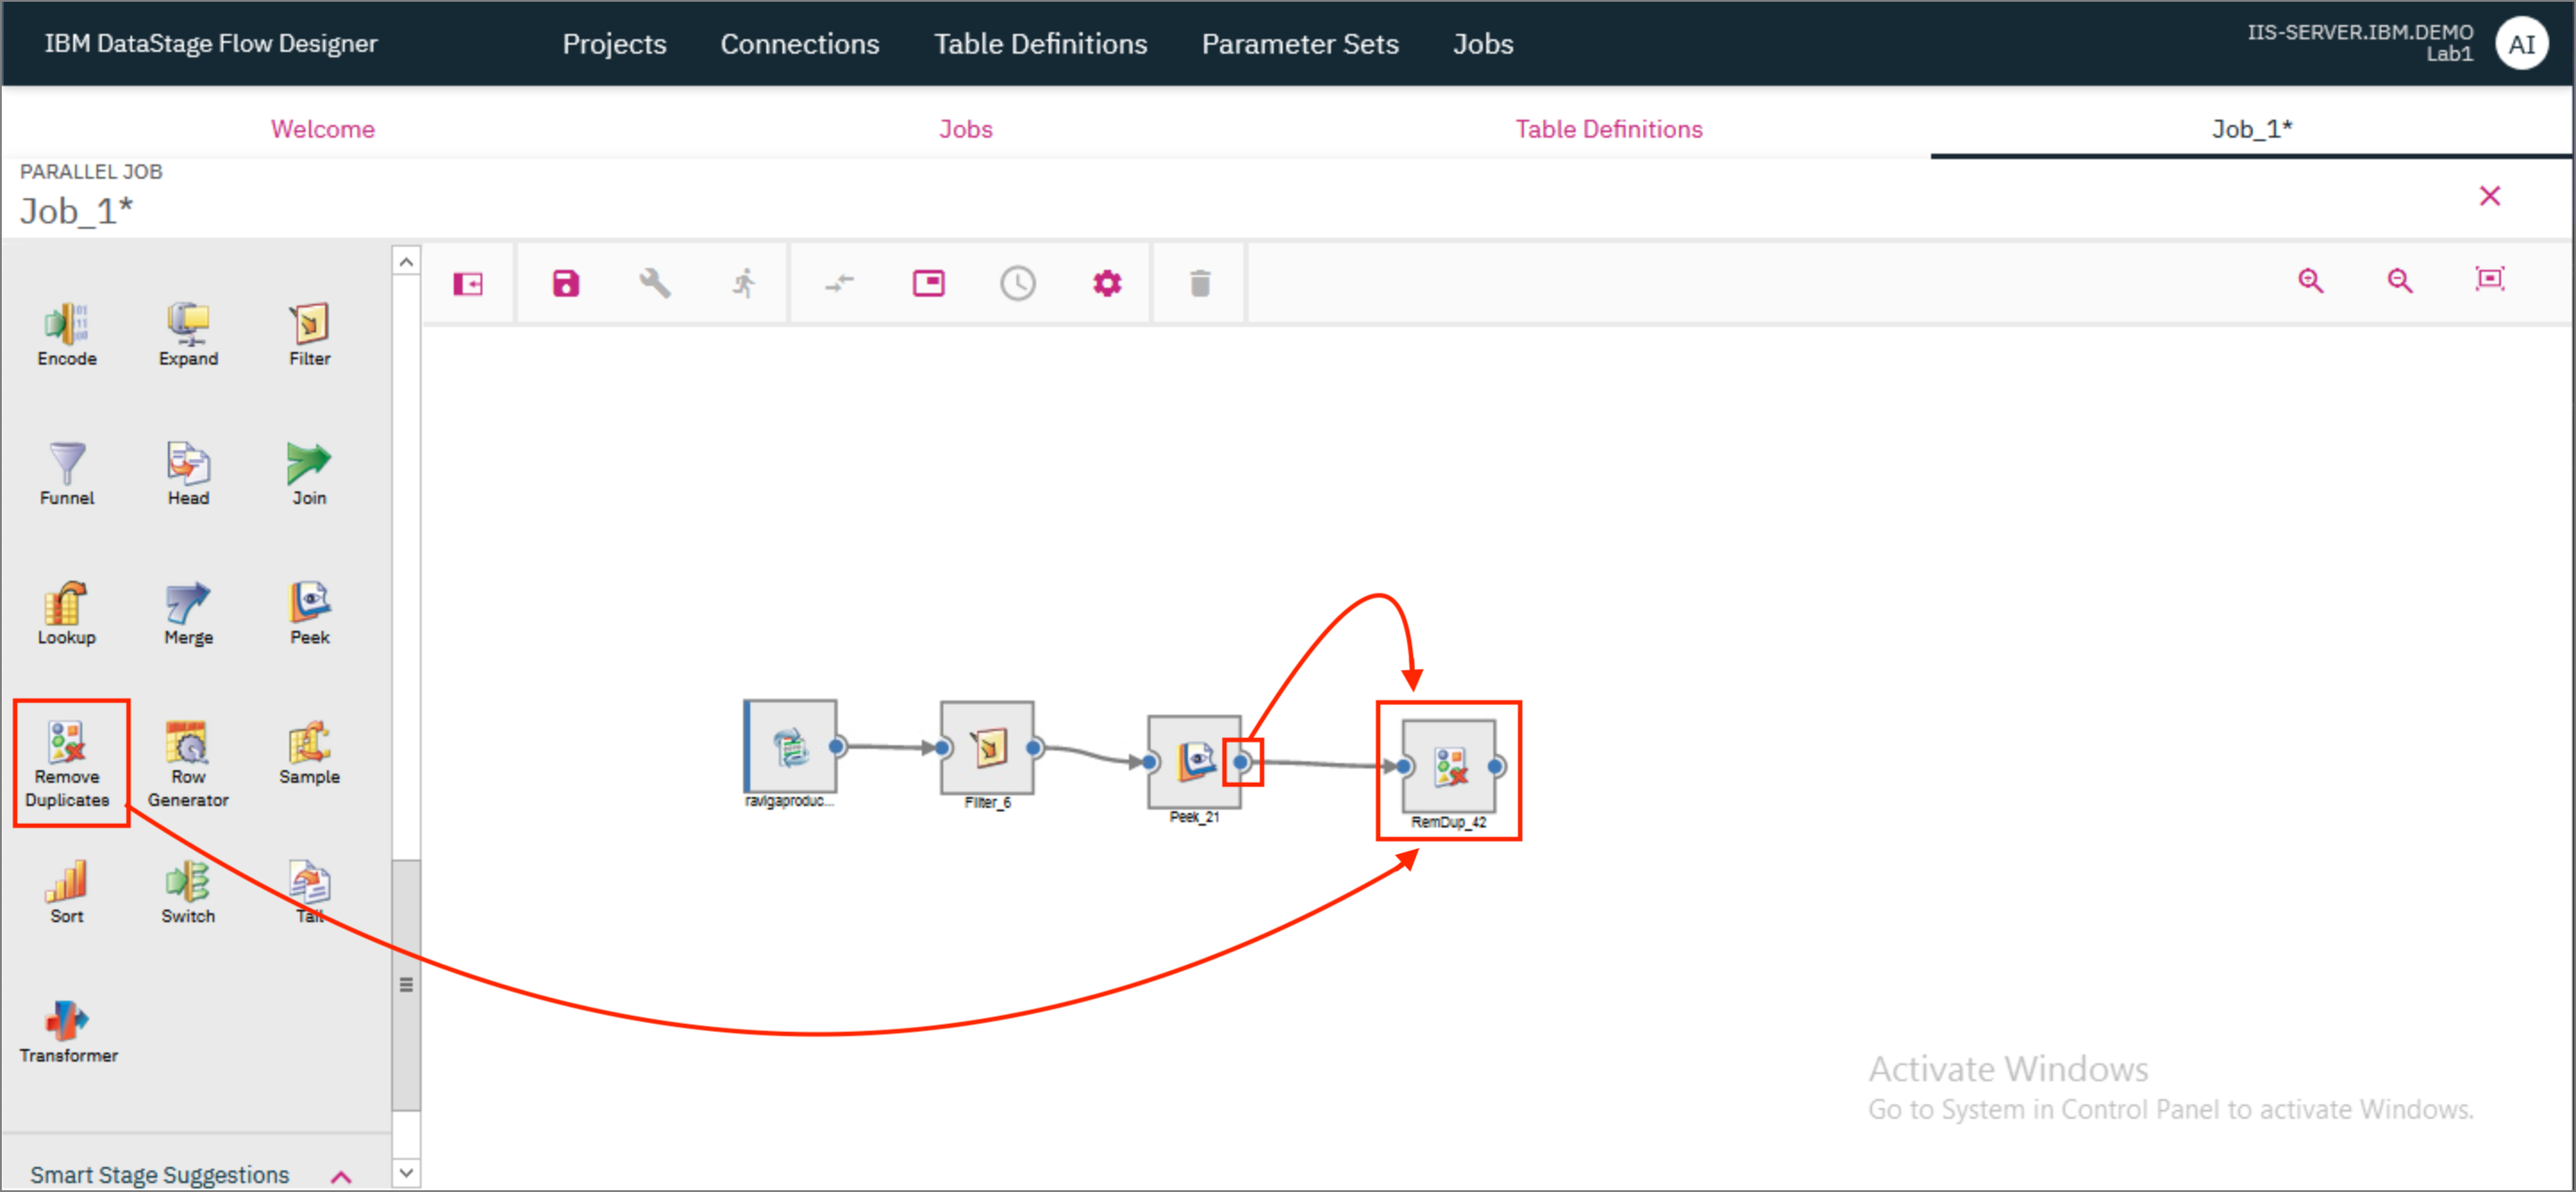 IBM DataStage Flow Designer
Projects
Connections
Table Definitions
Parameter Sets
Jobs
IIS-SERVER.IBM.DEMO
Lab1
AI
Welcome
Jobs
Table Definitions
Job_1*
PARALLEL JOB
Job_1*
Encode
Expand
Filter
Funnel
Head
Join
Lookup
Merge
Peek
Remove
Duplicates
Row
Generator
Sample
Sort
Switch
Tail
Transformer
Smart Stage Suggestions
ravigaproduc...
Filter_6
Peek_21
RemDup_42
Activate Windows
Go to System in Control Panel to activate Windows.